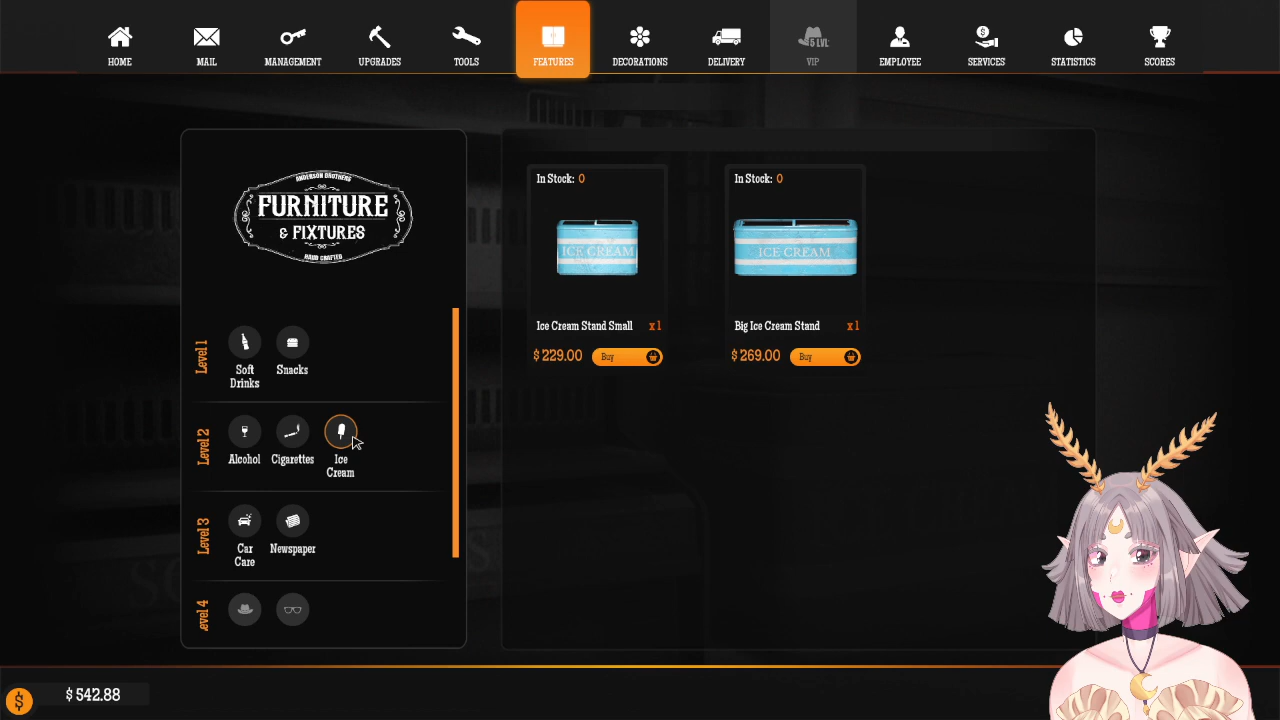 5 LVL
HOME MAIL MANAGEMENT UPGRADES TOOLS FEATURES DECORATIONS DELIVERY VIP EMPLOYEE SERVICES STATISTICS SCORES
ANDERSON BROTHERS
FURNITURE
& FIXTURES
HAND CRAFTED
Level 1
Soft
Drinks
Snacks
Level 2
Alcohol
Cigarettes
Ice
Cream
Level 3
Car
Care
Newspaper
evel 4
In Stock: 0
ICE CREAM
Ice Cream Stand Small x1
$ 229.00 Buy
In Stock: 0
ICE CREAM
Big Ice Cream Stand x1
$ 269.00 Buy
$ $ 542.88